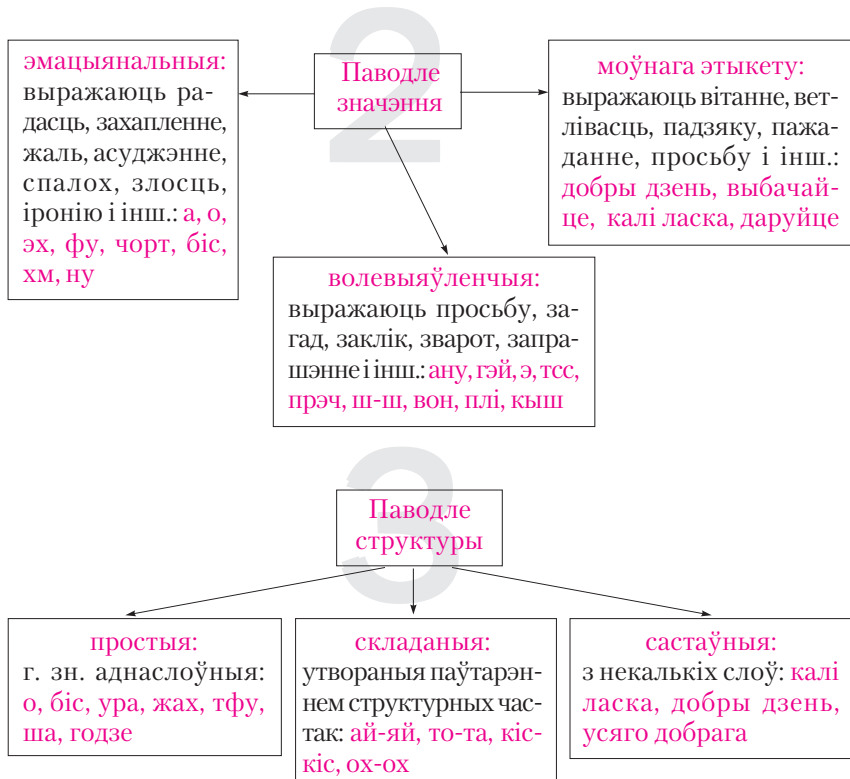 2
Паводле
значэння
эмацыянальныя:
выражаюць ра-
дасць, захапленне,
жаль, асуджэнне,
спалох, злосць,
іронію і інш.: а, о,
эх, фу, чорт, біс,
хм, ну
моўнага этыкету:
выражаюць вітанне, вет-
лівасць, падзяку, пажа-
данне, просьбу і інш.:
добры дзень, выбачай-
це, калі ласка, даруйце
волевыяўленчыя:
выражаюць просьбу, за-
гад, заклік, зварот, запра-
шэнне і інш.: ану, гэй, э, тсс,
прэч, ш-ш, вон, плі, кыш
3
Паводле
структуры
простыя:
г. зн. аднаслоўныя:
о, біс, ура, жах, тфу,
ша, годзе
складаныя:
утвораныя паўтарэн-
нем структурных час-
так: ай-яй, то-та, кіс-
кіс, ох-ох
састаўныя:
з некалькіх слоў: калі
ласка, добры дзень,
усяго добрага